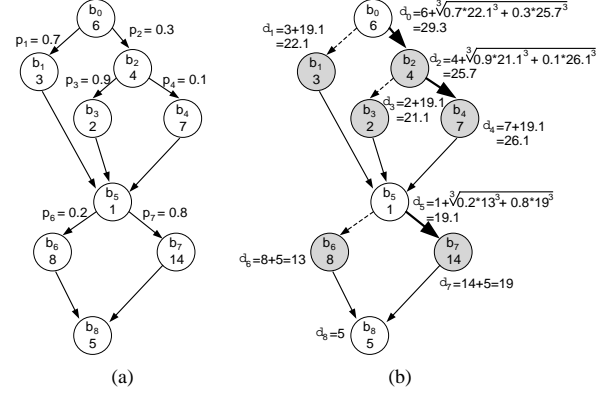 b0
6
p1 = 0.7
p2 = 0.3
b1
3
b2
4
p3 = 0.9
p4 = 0.1
b3
2
b4
7
b5
1
p6 = 0.2
p7 = 0.8
b6
8
b7
14
b8
5
(a)
b0
6
d0=6+∛0.7*22.1³ + 0.3*25.7³
=29.3
d1=3+19.1
=22.1
b1
3
b2
4
d2=4+∛0.9*21.1³ + 0.1*26.1³
=25.7
b3
2
d3=2+19.1
=21.1
b4
7
d4=7+19.1
=26.1
b5
1
d5=1+∛0.2*13³ + 0.8*19³
=19.1
b6
8
d6=8+5=13
b7
14
d7=14+5=19
d8=5
b8
5
(b)